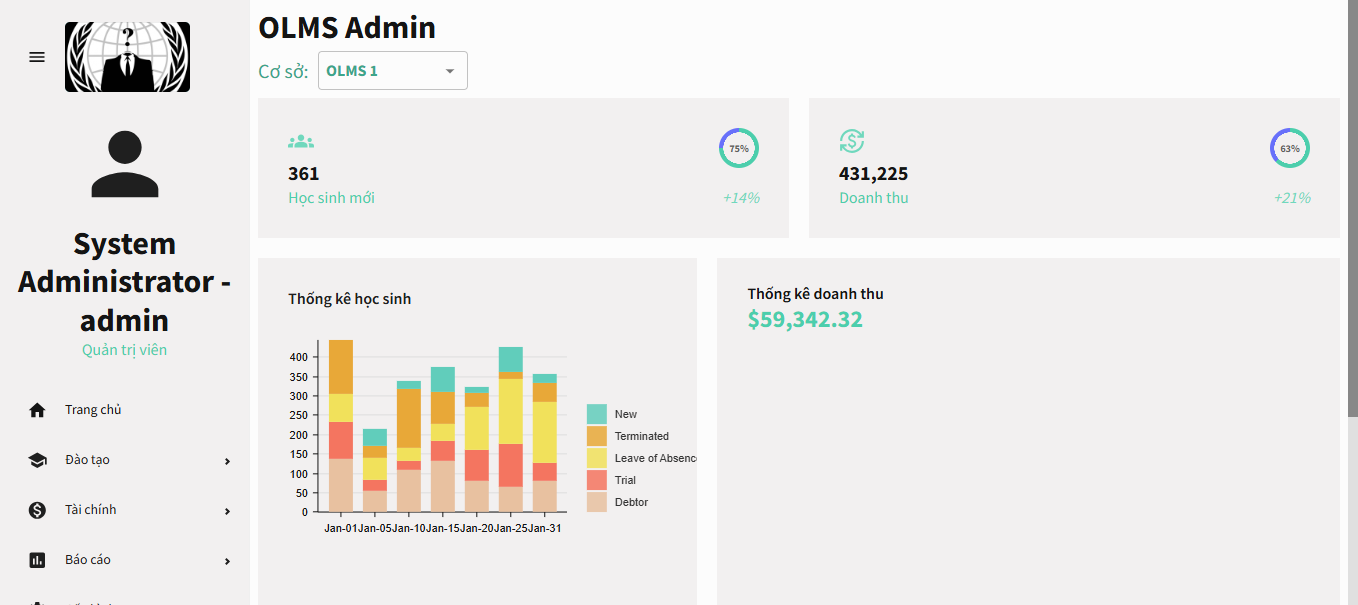 ?
OLMS Admin
Cơ sở: OLMS 1
System
Administrator -
admin
Quản trị viên
Trang chủ
Đào tạo
Tài chính
Báo cáo
75%
361
Học sinh mới
+14%
63%
431,225
Doanh thu
+21%
Thống kê học sinh
400
350
300
250
200
150
100
50
0
Jan-01 Jan-05 Jan-10 Jan-15 Jan-20 Jan-25 Jan-31
New
Terminated
Leave of Absenc
Trial
Debtor
Thống kê doanh thu
$59,342.32